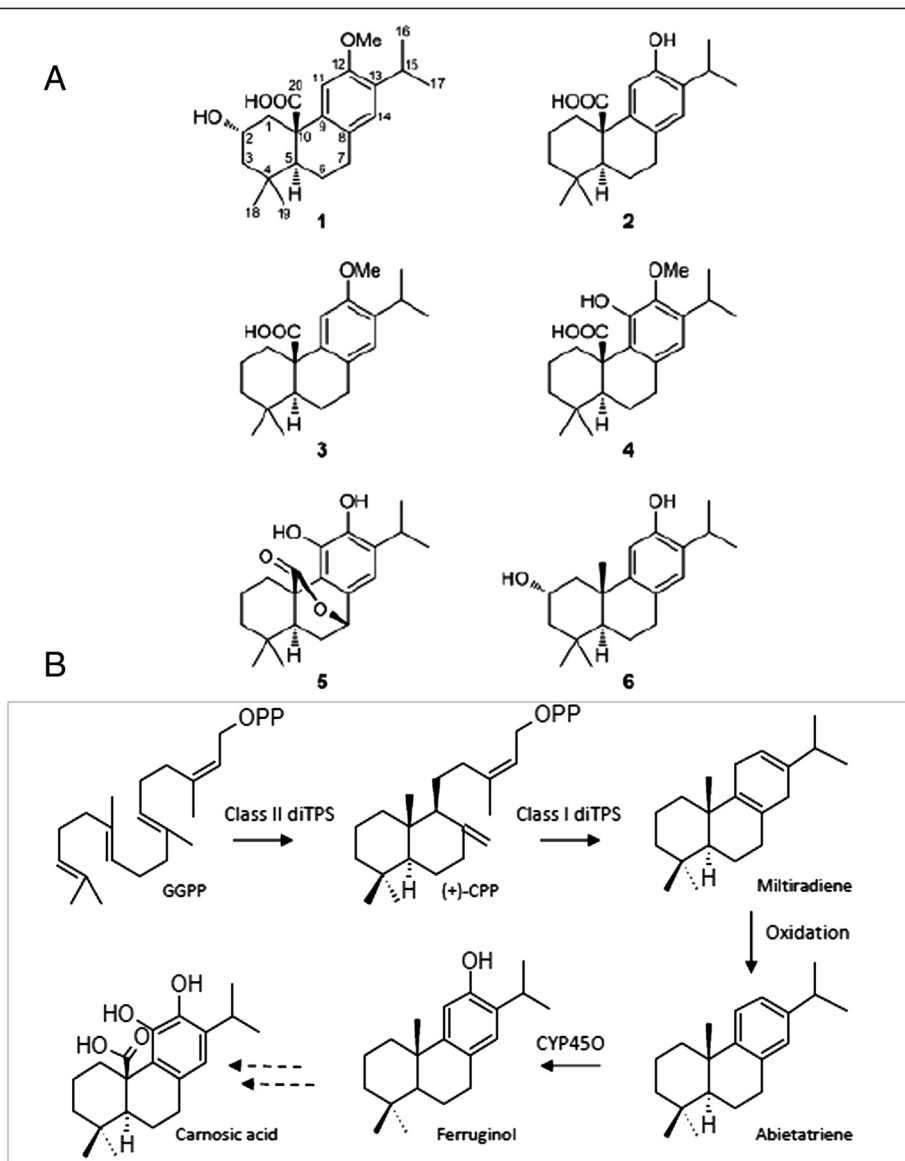 A
16
OMe
OH
12
15
20
11
13
17
HOOC
HOOC
HO
1
9
14
2
10
8
3
5
7
4
6
H
H
18
19
1
2
OMe
OMe
HO
HOOC
HOOC
H
H
3
4
OH
HO
OH
O
O
HO
H
H
B
5
6
OPP
OPP
Class II diTPS
Class I diTPS
H
H
GGPP
(+)-CPP
Miltiradiene
Oxidation
OH
OH
HO
HO
O
CYP450
H
H
Carnosic acid
Ferruginol
Abietatriene